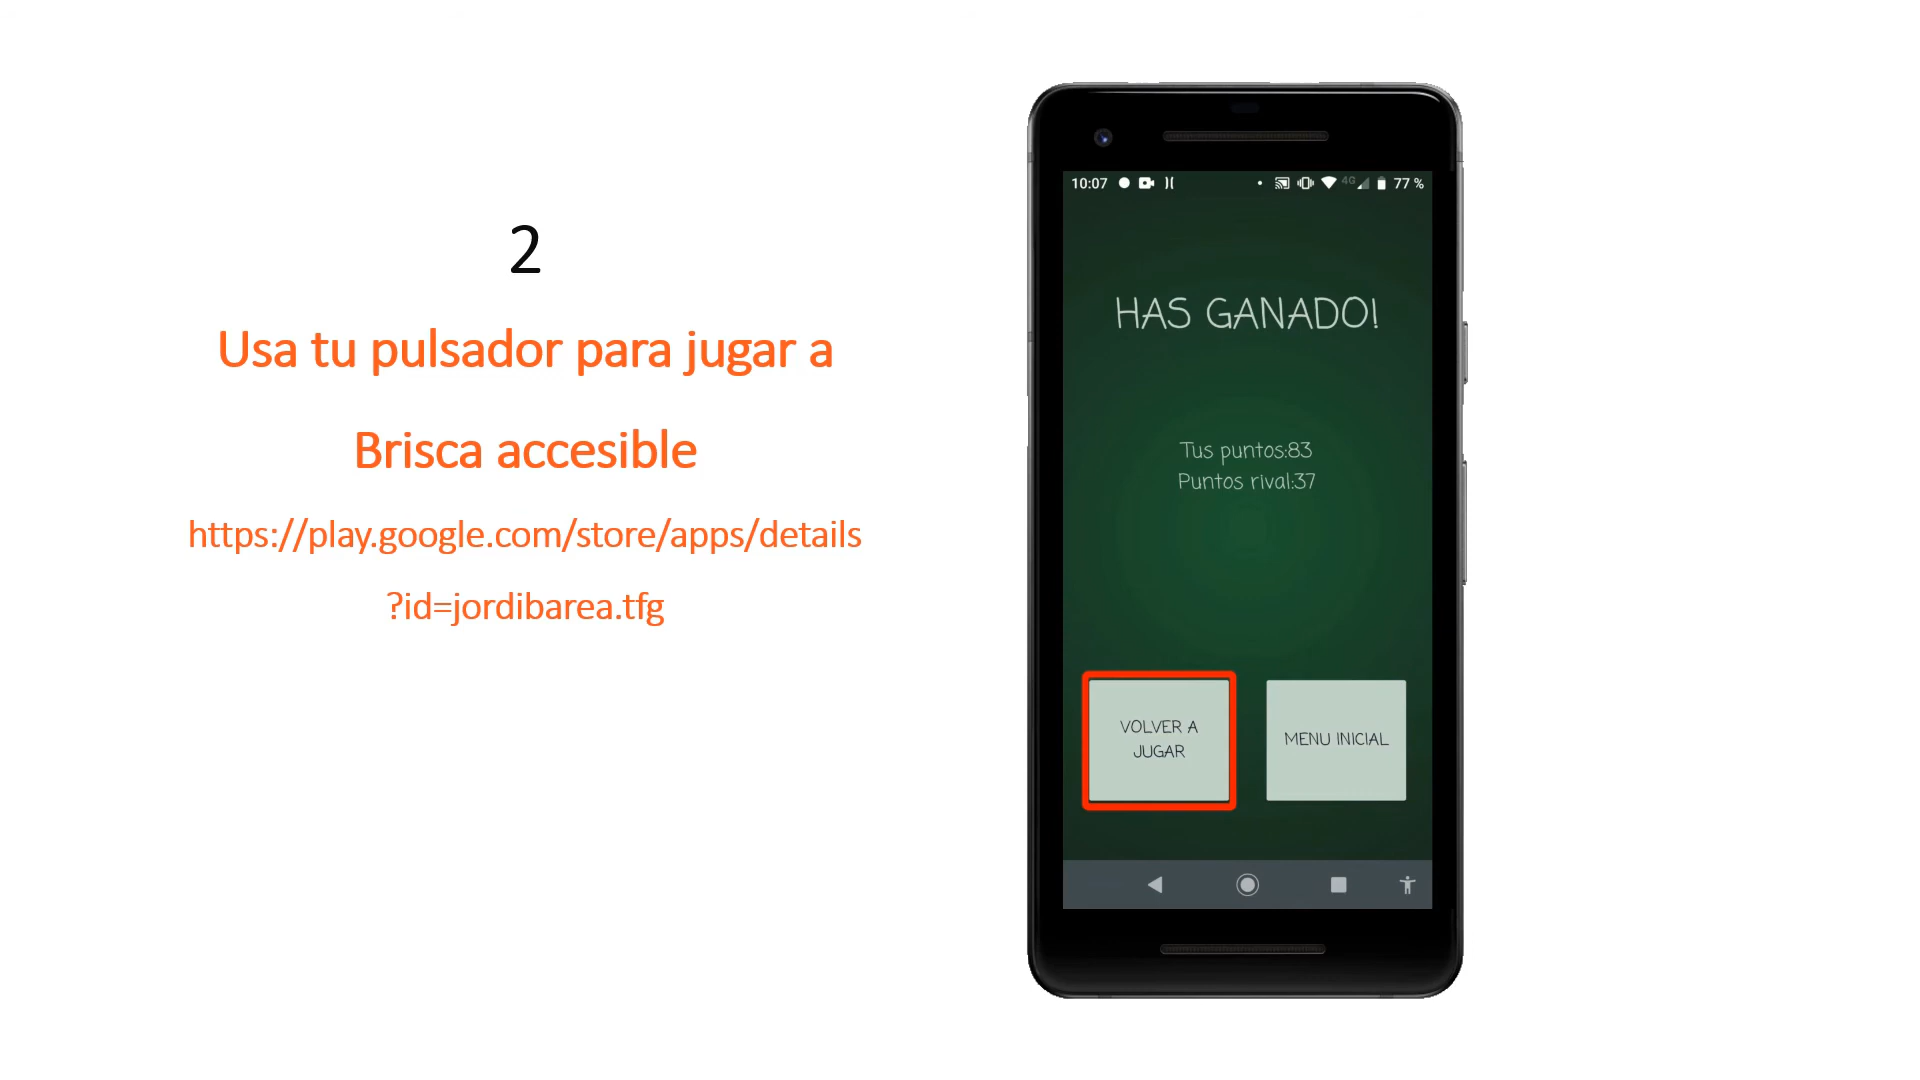 2
Usa tu pulsador para jugar a
Brisca accesible
https://play.google.com/store/apps/details
?id=jordibarea.tfg
10:07
4G
77 %
HAS GANADO!
Tus puntos:83
Puntos rival:37
VOLVER A
JUGAR
MENU INICIAL